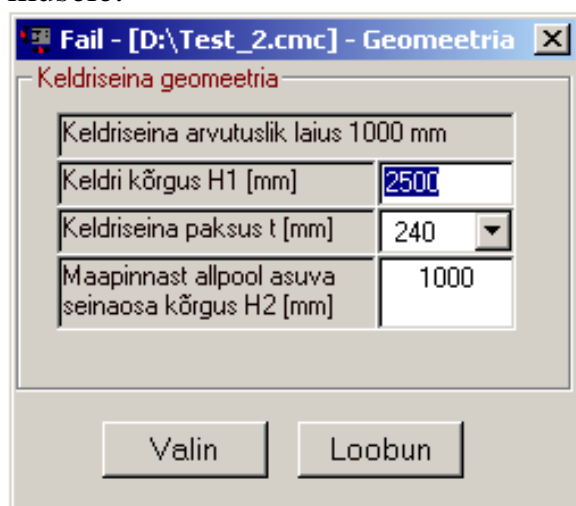 Fail - [D:\Test_2.cmc] - Geomeetria
Keldriseina geomeetria
Keldriseina arvutuslik laius 1000 mm
Keldri kõrgus H1 [mm] 2500
Keldriseina paksus t [mm] 240
Maapinnast allpool asuva 1000
seinaosa kõrgus H2 [mm]
Valin Loobun